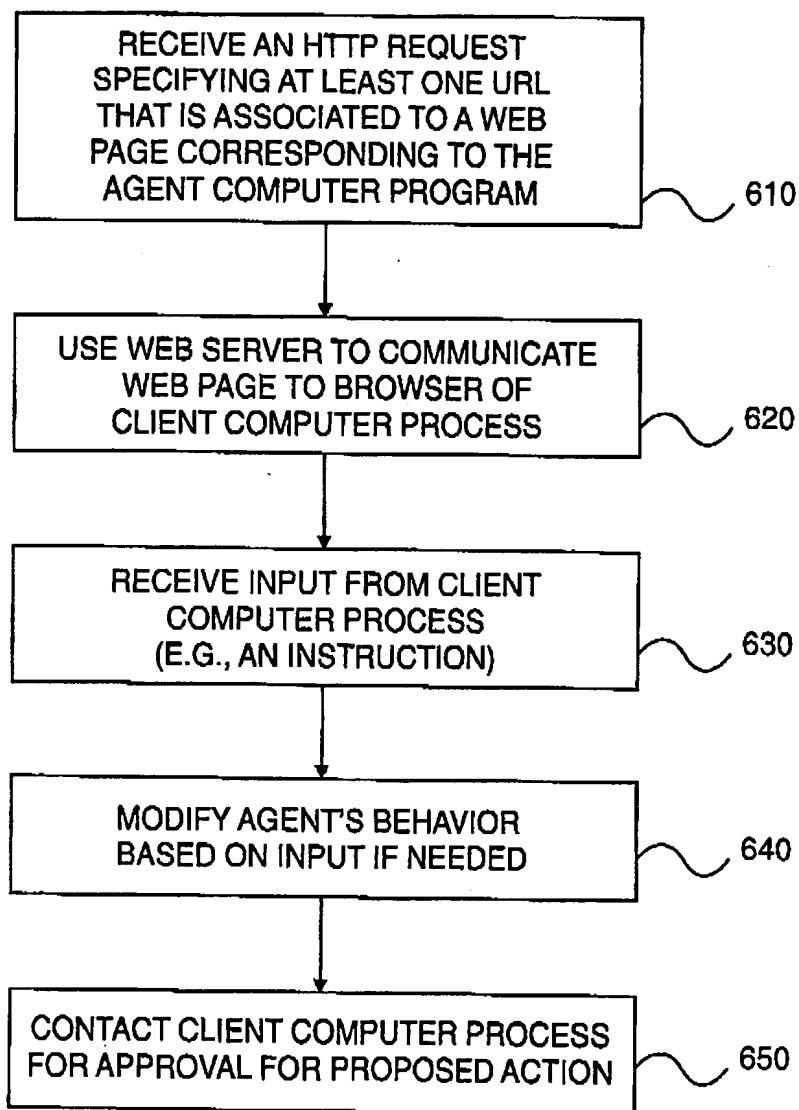 RECEIVE AN HTTP REQUEST
SPECIFYING AT LEAST ONE URL
THAT IS ASSOCIATED TO A WEB
PAGE CORRESPONDING TO THE
AGENT COMPUTER PROGRAM
610
USE WEB SERVER TO COMMUNICATE
WEB PAGE TO BROWSER OF
CLIENT COMPUTER PROCESS
620
RECEIVE INPUT FROM CLIENT
COMPUTER PROCESS
(E.G., AN INSTRUCTION)
630
MODIFY AGENT'S BEHAVIOR
BASED ON INPUT IF NEEDED
640
CONTACT CLIENT COMPUTER PROCESS
FOR APPROVAL FOR PROPOSED ACTION
650